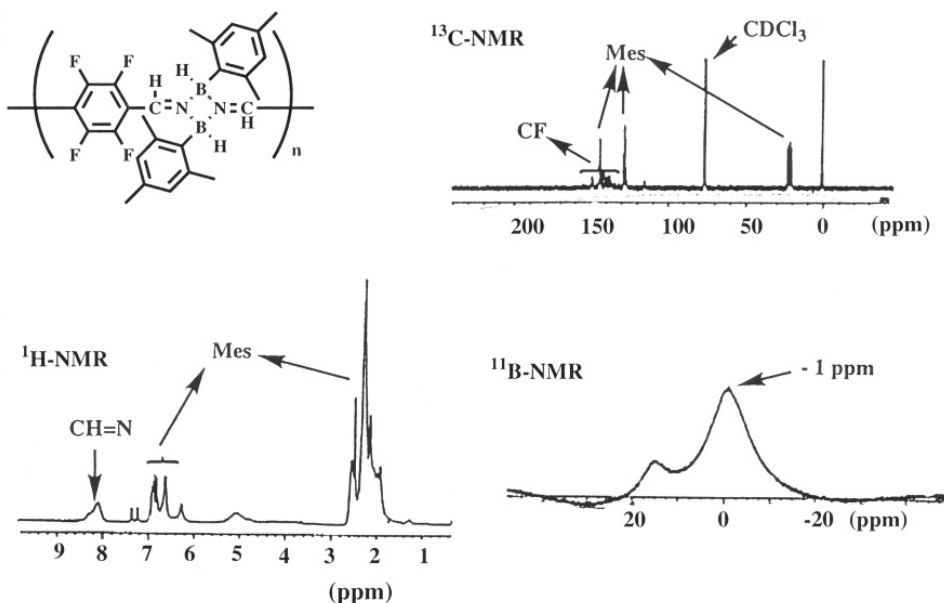 F F
F F
H
C=N
H
B
B
H
N=C
H
n
¹³C-NMR
Mes
CDCl₃
CF
200 150 100 50 0 (ppm)
¹H-NMR
Mes
CH=N
9 8 7 6 5 4 3 2 1
(ppm)
¹¹B-NMR
- 1 ppm
20 0 -20 (ppm)